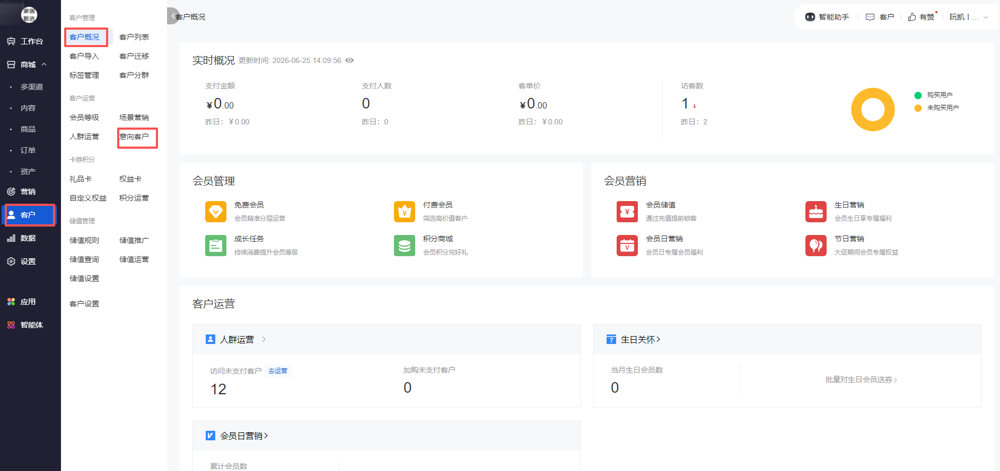 家居
甄选
工作台
商城
多渠道
内容
商品
订单
资产
营销
客户
数据
设置
应用
智能体
客户管理
客户概况 客户列表
客户导入 客户迁移
标签管理 客户分群
客户运营
会员等级 场景营销
人群运营 意向客户
卡券积分
礼品卡 权益卡
自定义权益 积分运营
储值管理
储值规则 储值推广
储值查询 储值运营
储值设置
客户设置
客户概况
智能助手 客户 有赞 阮凯丨...
实时概况 更新时间: 2026-06-25 14:09:56
支付金额 支付人数 客单价 访客数
¥0.00 0 ¥0.00 1
昨日：¥0.00 昨日：0 昨日：¥0.00 昨日：2
购买用户
未购买用户
会员管理
免费会员 付费会员
会员精准分层运营 筛选高价值客户
成长任务 积分商城
持续消费提升会员等级 会员积分兑好礼
会员营销
会员储值 生日营销
通过充值提前锁客 会员生日享专属福利
会员日营销 节日营销
会员日专属会员福利 大促期间会员专属权益
客户运营
人群运营
访问未支付客户 去运营 加购未支付客户
12 0
7 生日关怀
当月生日会员数
0
批量对生日会员送券
会员日营销
累计会员数